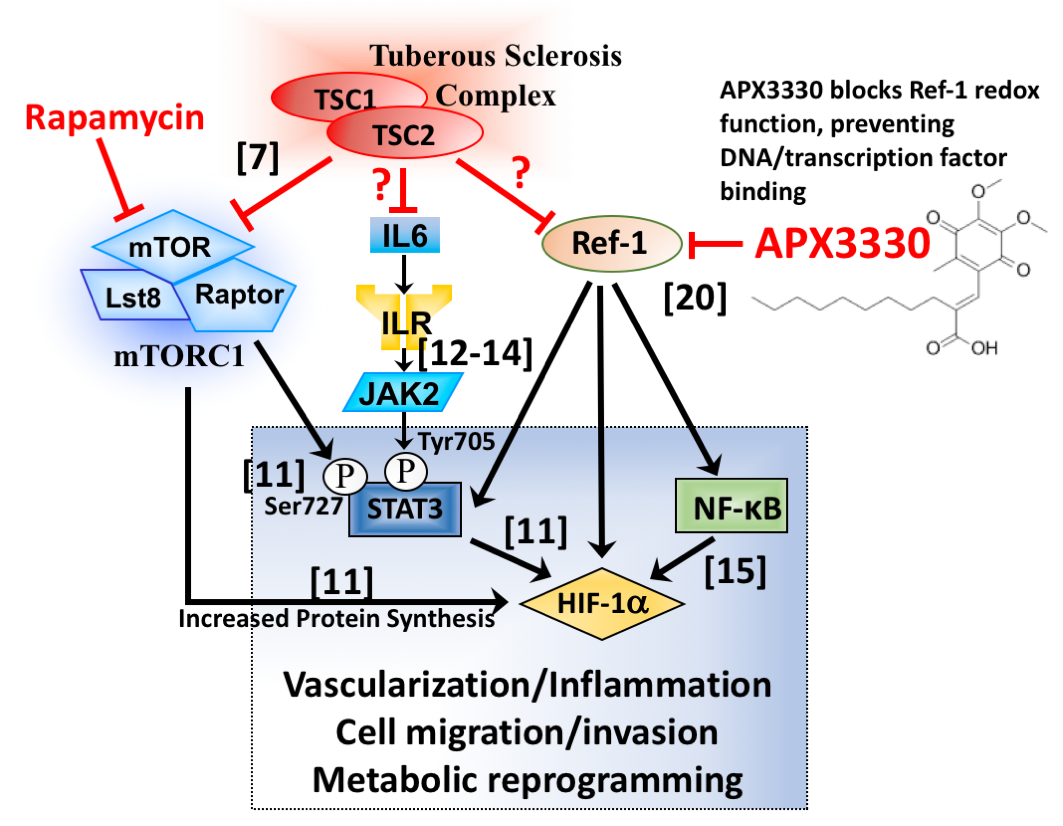 Tuberous Sclerosis
Complex
TSC1
TSC2
Rapamycin
[7]
?
?
APX3330 blocks Ref-1 redox
function, preventing
DNA/transcription factor
binding
mTOR
Lst8
Raptor
mTORC1
IL6
ILR
[12-14]
JAK2
Tyr705
Ref-1
APX3330
[20]
O
O
O
O
O
OH
[11]
P
P
Ser727
STAT3
NF-κB
[11]
[15]
[11]
HIF-1α
Increased Protein Synthesis
Vascularization/Inflammation
Cell migration/invasion
Metabolic reprogramming